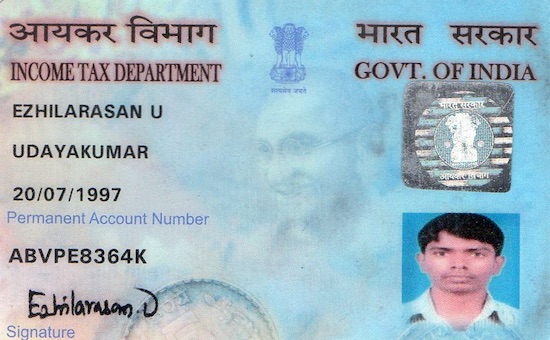 आयकर विभाग भारत सरकार
INCOME TAX DEPARTMENT GOVT. OF INDIA
सत्यमेव जयते
EZHILARASAN U
UDAYAKUMAR
20/07/1997
Permanent Account Number
ABVPE8364K
Ezhilarasan.U
Signature
भारत सरकार
आयकर विभाग